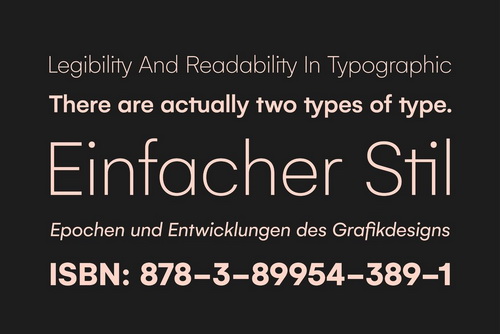 Legibility And Readability In Typographic
There are actually two types of type.
Einfacher Stil
Epochen und Entwicklungen des Grafikdesigns
ISBN: 878–3–89954–389–1